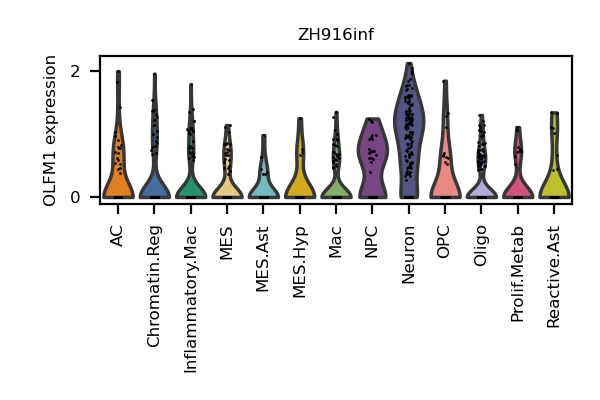 ZH916inf
OLFM1 expression
2
0
AC
Chromatin.Reg
Inflammatory.Mac
MES
MES.Ast
MES.Hyp
Mac
NPC
Neuron
OPC
Oligo
Prolif.Metab
Reactive.Ast